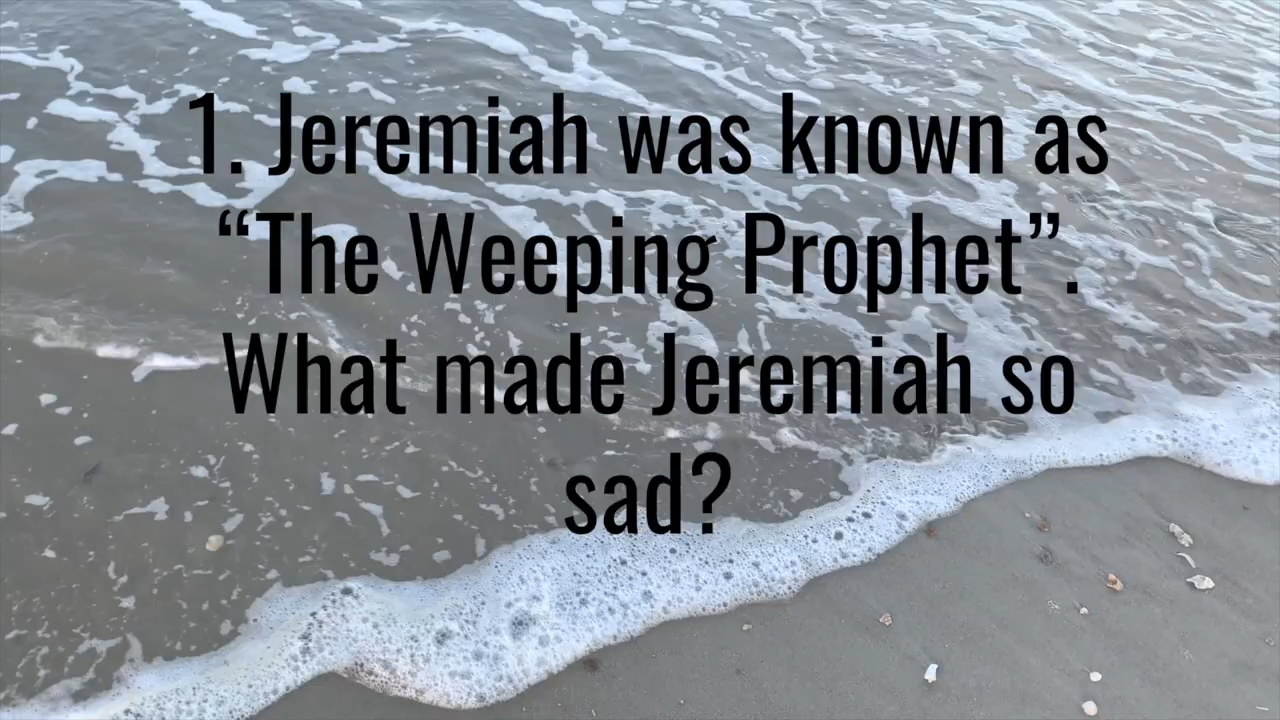 1. Jeremiah was known as
“The Weeping Prophet”.
What made Jeremiah so
sad?